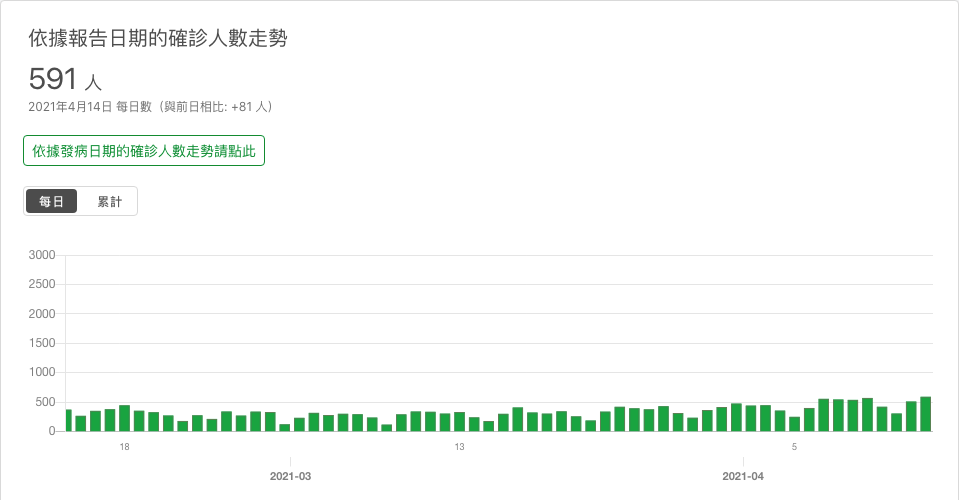 依據報告日期的確診人數走勢
591 人
2021年4月14日 每日數（與前日相比: +81 人）
依據發病日期的確診人數走勢請點此
每日 累計
3000
2500
2000
1500
1000
500
0
18 13 5
2021-03 2021-04